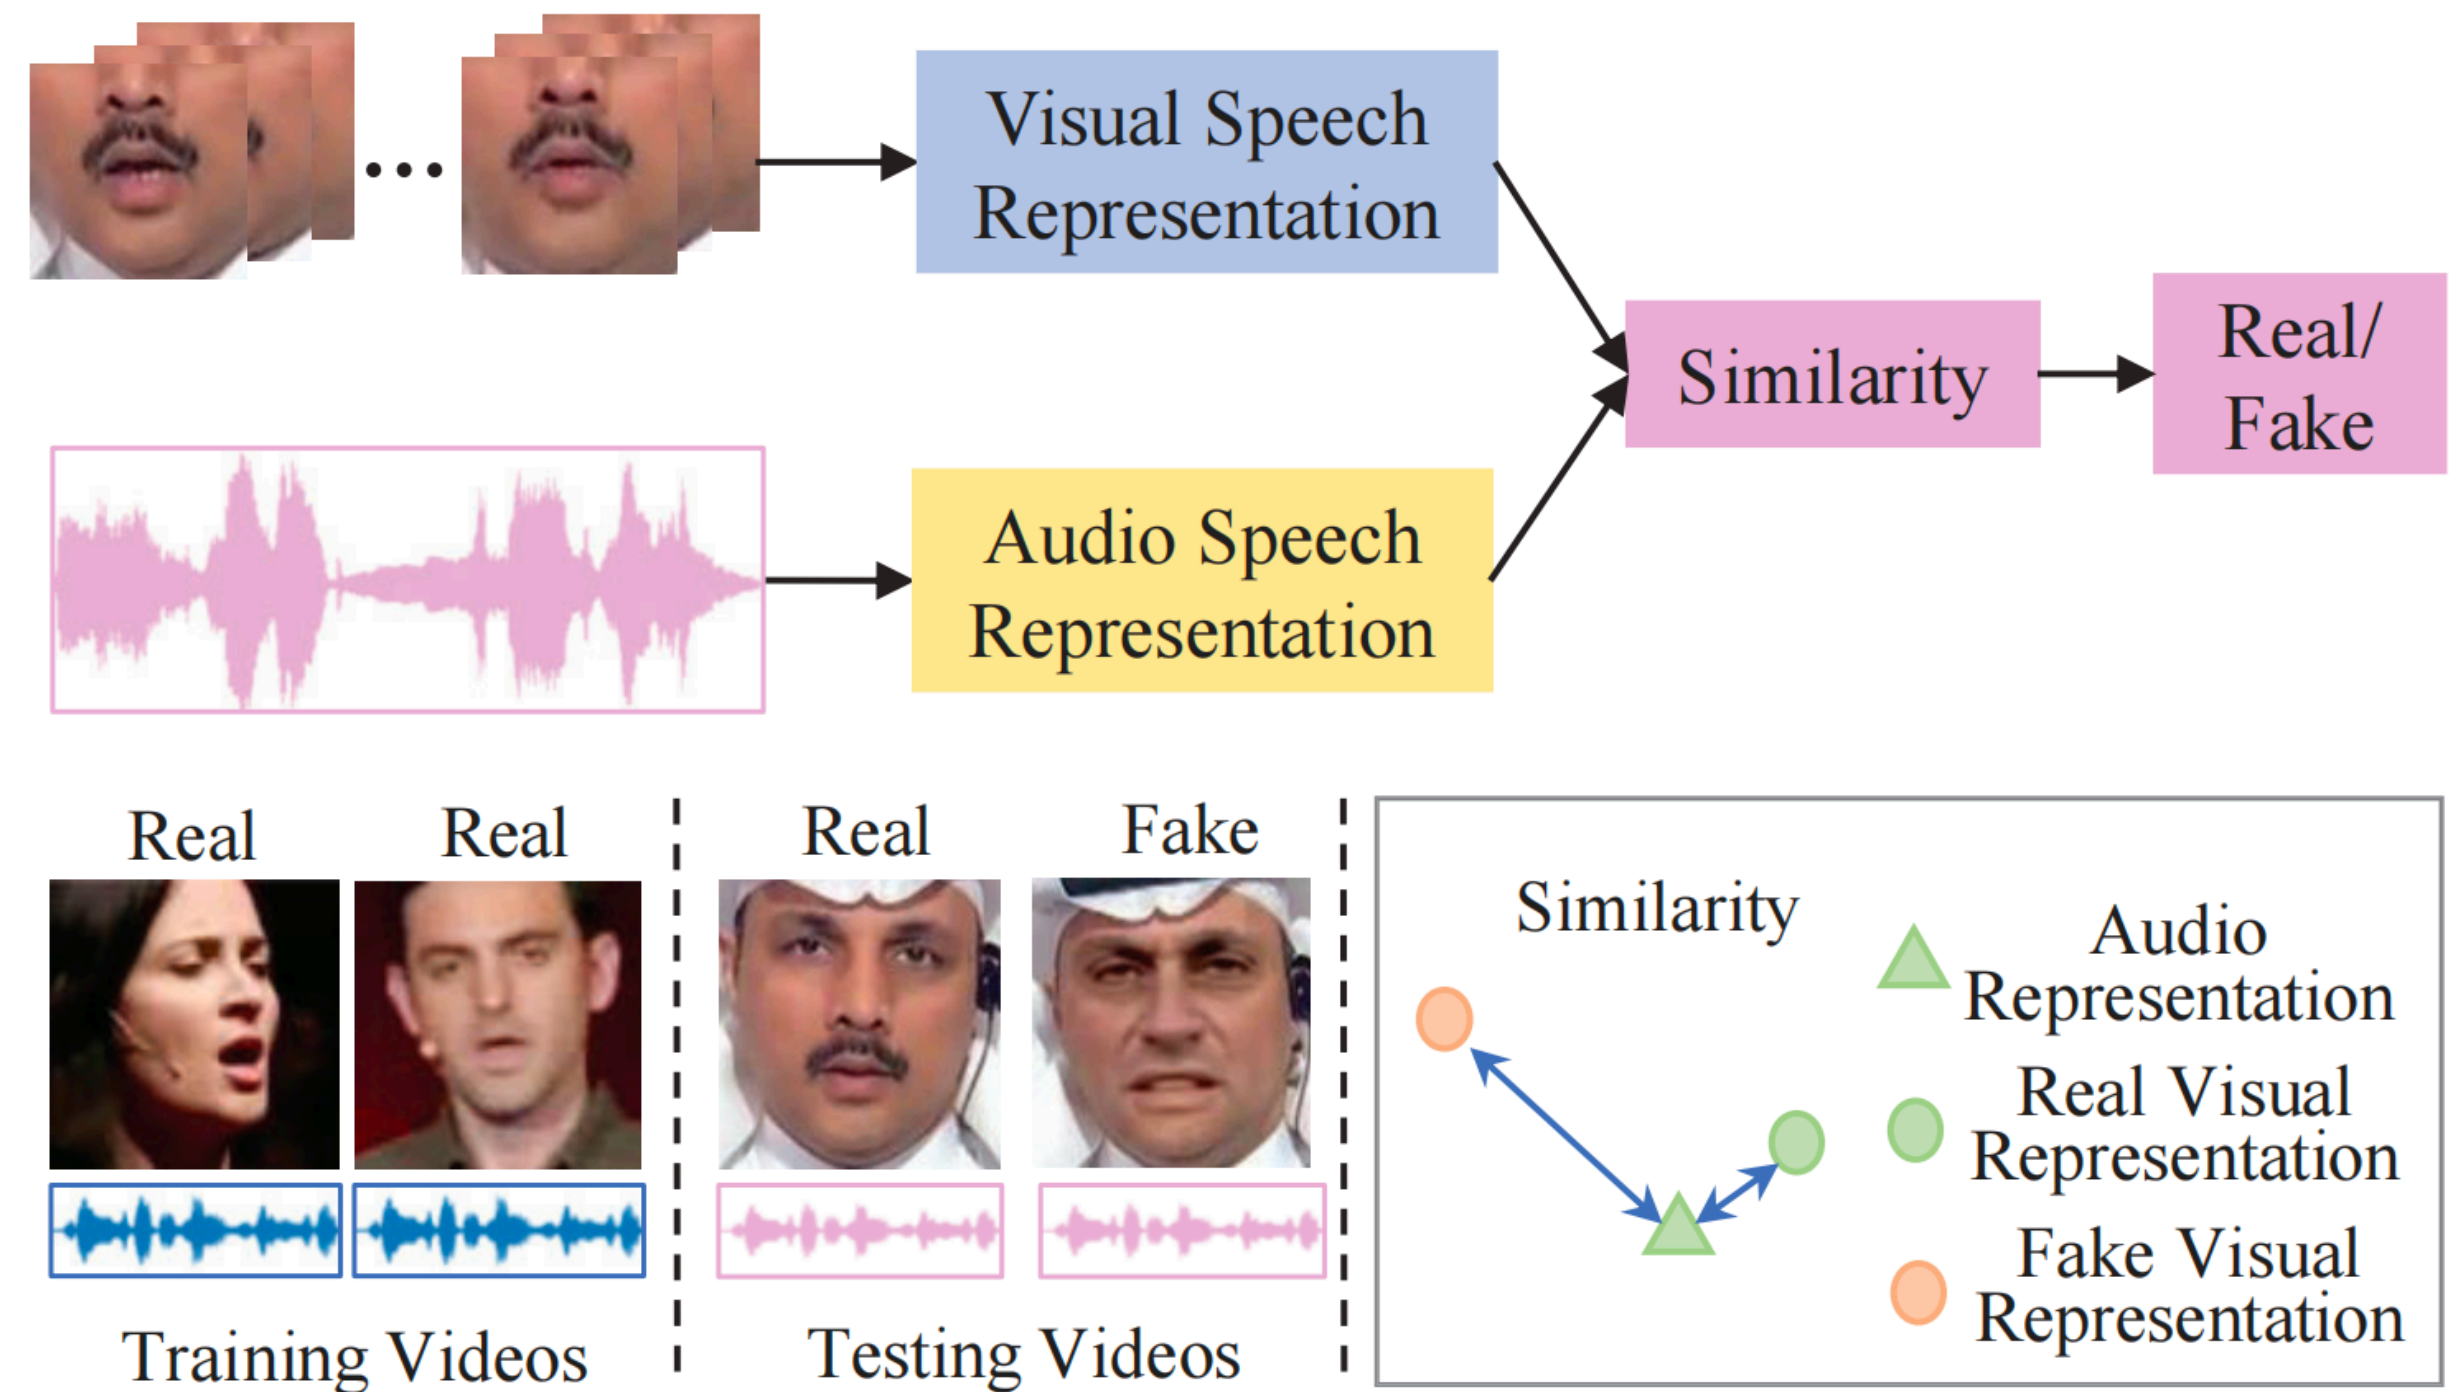 Visual Speech
Representation
Similarity
Real/
Fake
Audio Speech
Representation
Real
Real
Real
Fake
Training Videos
Testing Videos
Similarity
Audio
Representation
Real Visual
Representation
Fake Visual
Representation